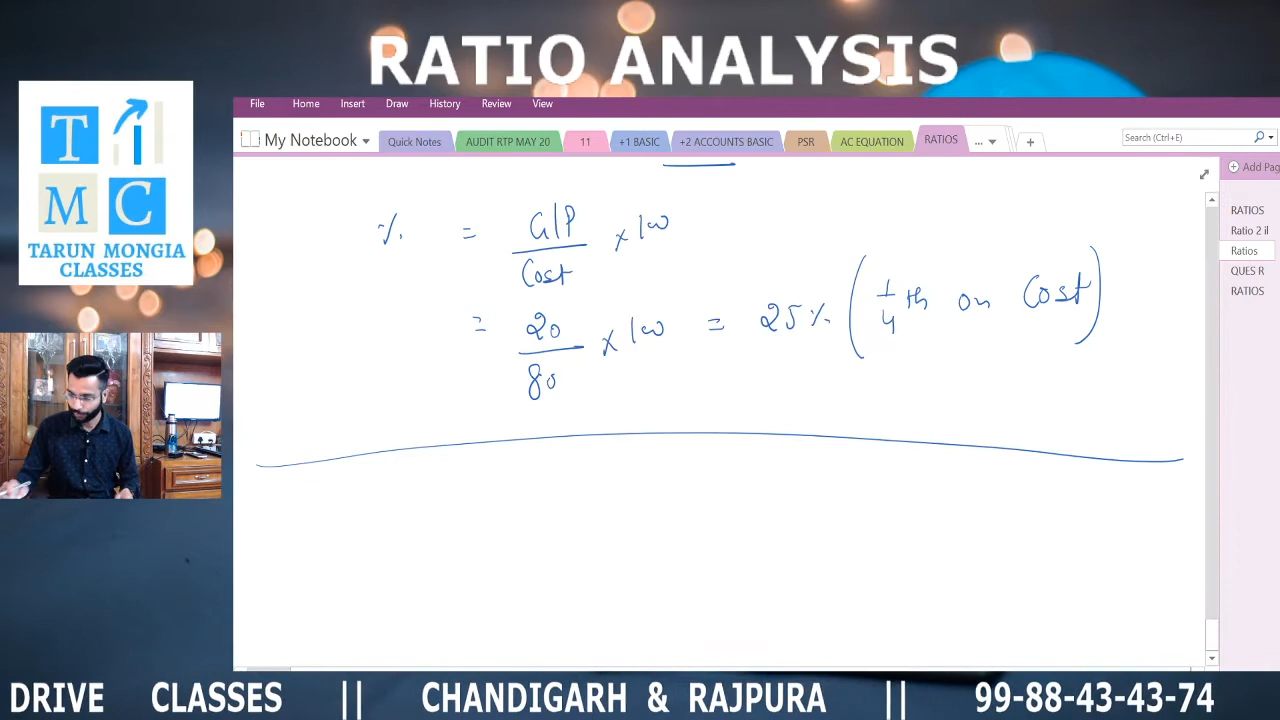 RATIO ANALYSIS
T
M C
TARUN MONGIA
CLASSES
File Home Insert Draw History Review View
My Notebook Quick Notes AUDIT RTP MAY 20 11 +1 BASIC +2 ACCOUNTS BASIC PSR AC EQUATION RATIOS ... + Search (Ctrl+E)
Add Pag
RATIOS
Ratio 2 il
Ratios
QUES R
RATIOS
% = G/P / Cost × 100
= 20/80 × 100 = 25% (1/4 th on Cost)
DRIVE CLASSES || CHANDIGARH & RAJPURA || 99-88-43-43-74